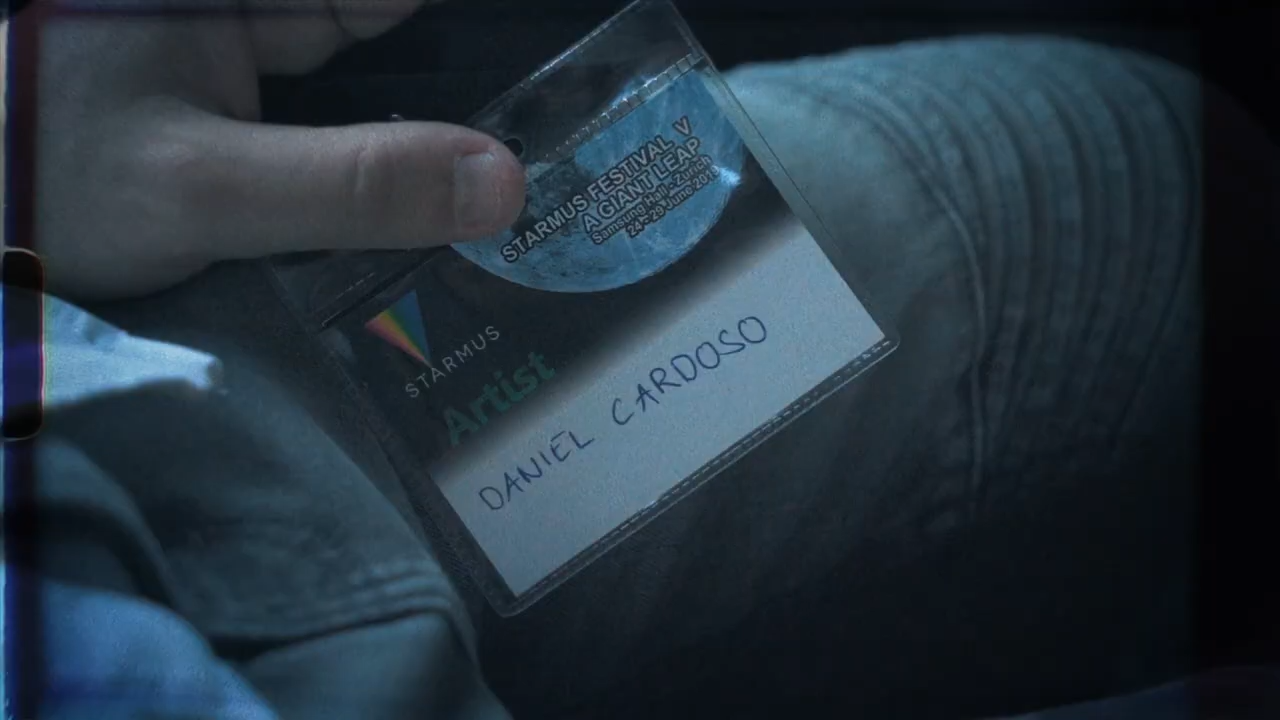 STARMUS FESTIVAL V
A GIANT LEAP
Samsung Hall - Zurich
24 - 29 June 2019
STARMUS
Artist
DANIEL CARDOSO